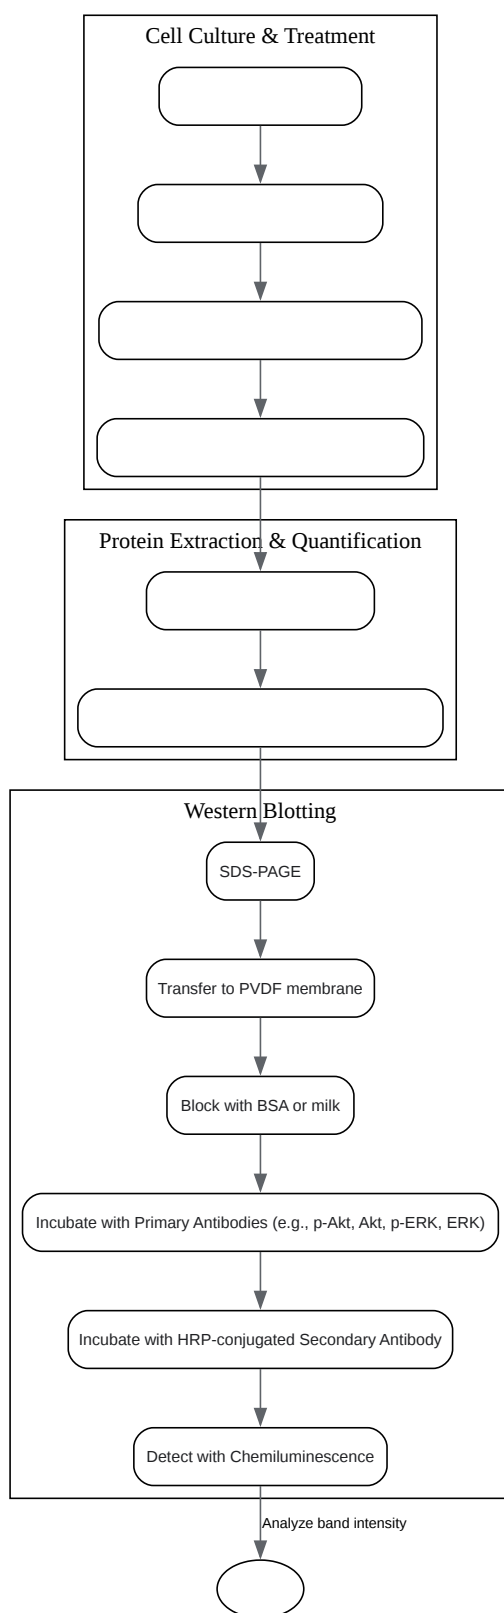 Cell Culture & Treatment
Protein Extraction & Quantification
Western Blotting
SDS-PAGE
Transfer to PVDF membrane
Block with BSA or milk
Incubate with Primary Antibodies (e.g., p-Akt, Akt, p-ERK, ERK)
Incubate with HRP-conjugated Secondary Antibody
Detect with Chemiluminescence
Analyze band intensity